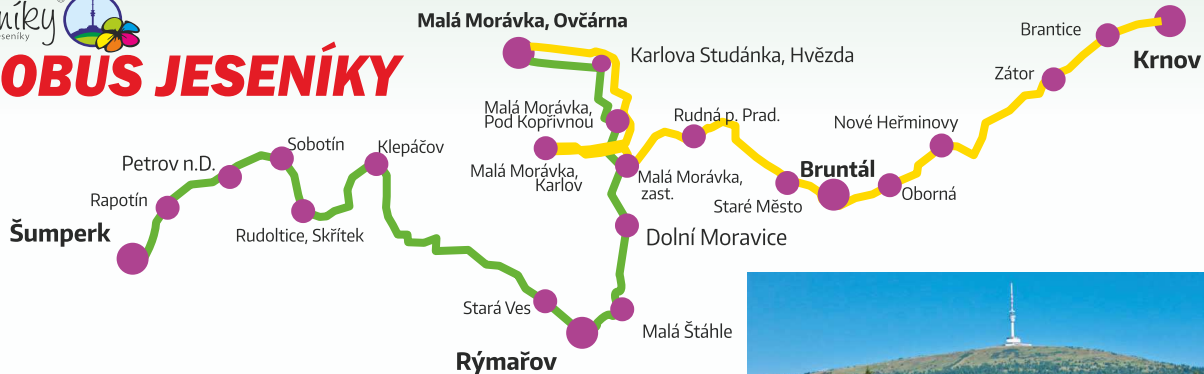 níky
eseníky
OBUS JESENÍKY
Malá Morávka, Ovčárna
Karlova Studánka, Hvězda
Malá Morávka,
Pod Kopřivnou
Malá Morávka,
Karlov
Rudná p. Prad.
Malá Morávka,
zast.
Dolní Moravice
Malá Štáhle
Rýmařov
Stará Ves
Klepáčov
Rudoltice, Skřítek
Sobotín
Petrov n.D.
Rapotín
Šumperk
Staré Město
Bruntál
Oborná
Nové Heřminovy
Zátor
Brantice
Krnov